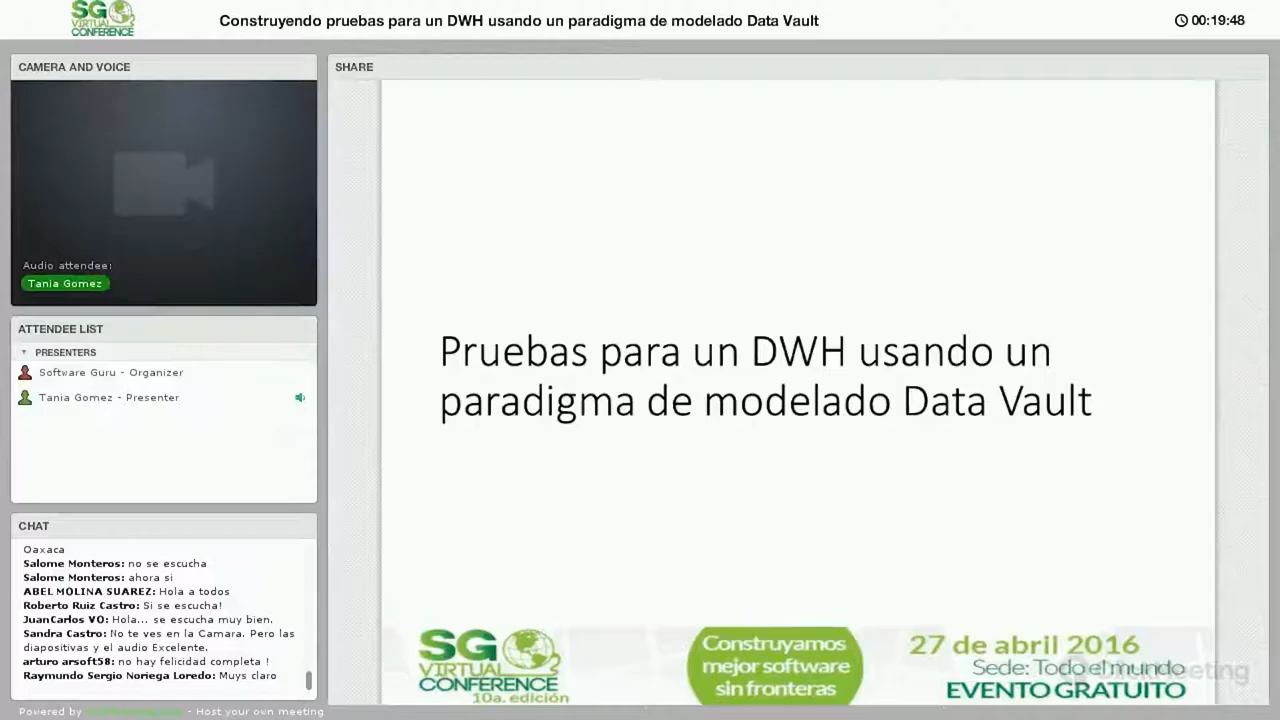 SG
VIRTUAL
CONFERENCE
Construyendo pruebas para un DWH usando un paradigma de modelado Data Vault
00:19:48
CAMERA AND VOICE
Audio attendee:
Tania Gomez
ATTENDEE LIST
PRESENTERS
Software Guru - Organizer
Tania Gomez - Presenter
CHAT
Oaxaca
Salome Monteros: no se escucha
Salome Monteros: ahora si
ABEL MOLINA SUAREZ: Hola a todos
Roberto Ruiz Castro: Si se escucha!
JuanCarlos VO: Hola... se escucha muy bien.
Sandra Castro: No te ves en la Camara. Pero las
diapositivas y el audio Excelente.
arturo arsoft58: no hay felicidad completa !
Raymundo Sergio Noriega Loredo: Muys claro
Powered by
- Host your own meeting
SHARE
Pruebas para un DWH usando un
paradigma de modelado Data Vault
SG
VIRTUAL
CONFERENCE
10a. edición
Construyamos
mejor software
sin fronteras
27 de abril 2016
Sede: Todo el mundo
EVENTO GRATUITO
ClickMeeting